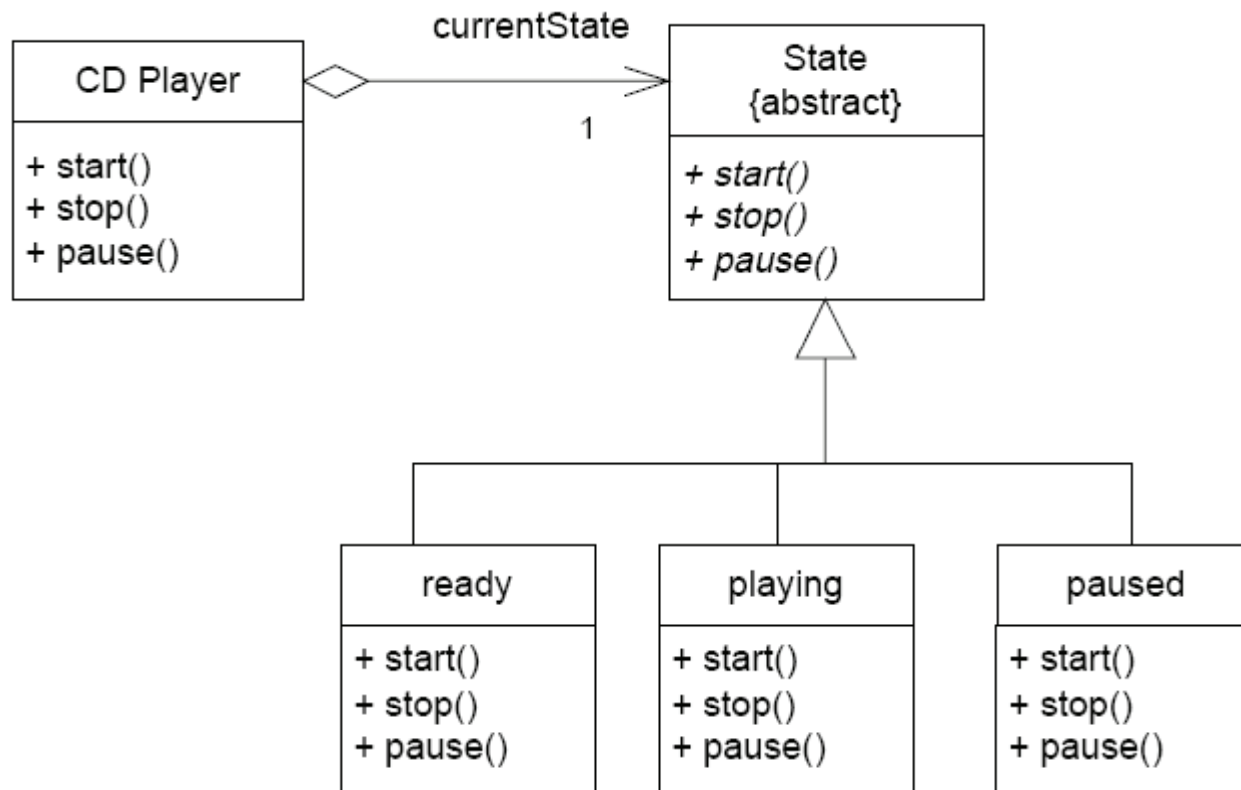 currentState
CD Player
+ start()
+ stop()
+ pause()
1
State
{abstract}
+ start()
+ stop()
+ pause()
ready
+ start()
+ stop()
+ pause()
playing
+ start()
+ stop()
+ pause()
paused
+ start()
+ stop()
+ pause()